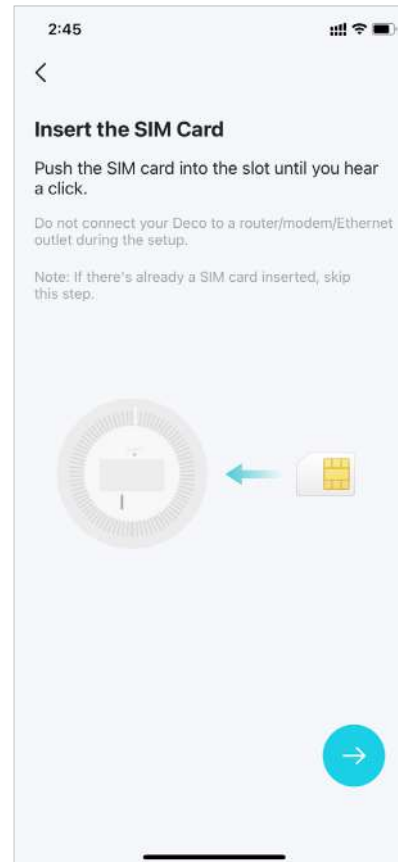 2:45
Insert the SIM Card
Push the SIM card into the slot until you hear
a click.
Do not connect your Deco to a router/modem/Ethernet
outlet during the setup.
Note: If there's already a SIM card inserted, skip
this step.